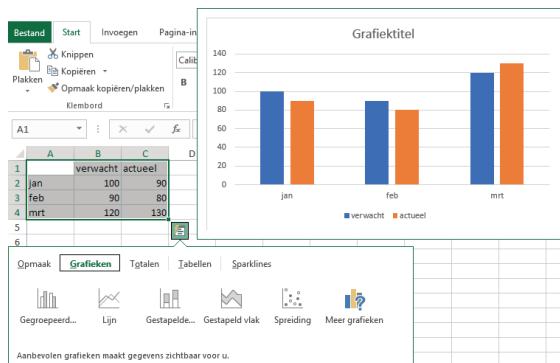 Bestand Start Invoegen Pagina-in
Knippen
Kopiëren
Plakken
Opmaak kopiëren/plakken
Klembord
Calib
B
A1
fx
A B C D
1 verwacht actueel
2 jan 100 90
3 feb 90 80
4 mrt 120 130
5
6
Grafiektitel
140
120
100
80
60
40
20
0
jan feb mrt
verwacht actueel
Opmaak Grafieken Totalen Tabellen Sparklines
Gegroepeerd... Lijn Gestapelde... Gestapeld vlak Spreiding Meer grafieken
Aanbevolen grafieken maakt gegevens zichtbaar voor u.